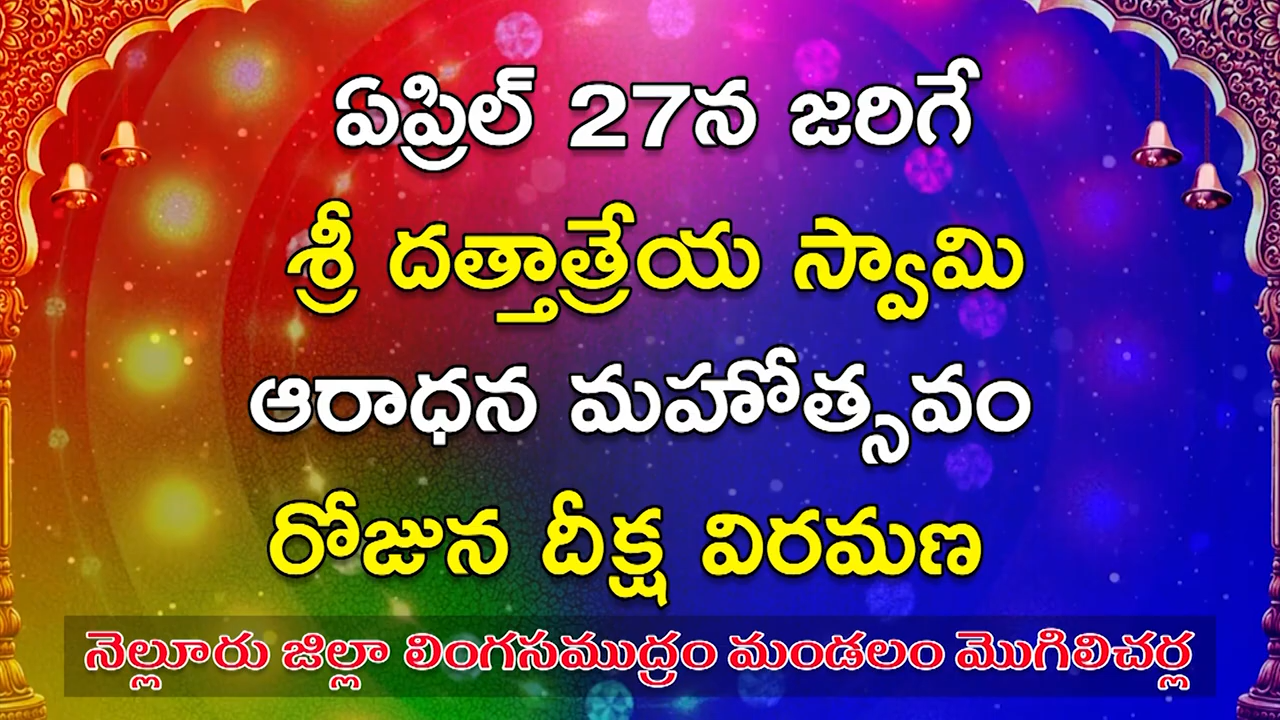 ఏప్రిల్ 27న జరిగే
శ్రీ దత్తాత్రేయ స్వామి
ఆరాధన మహోత్సవం
రోజున దీక్ష విరమణ
నెల్లూరు జిల్లా లింగసముద్రం మండలం మొగిలిచర్ల